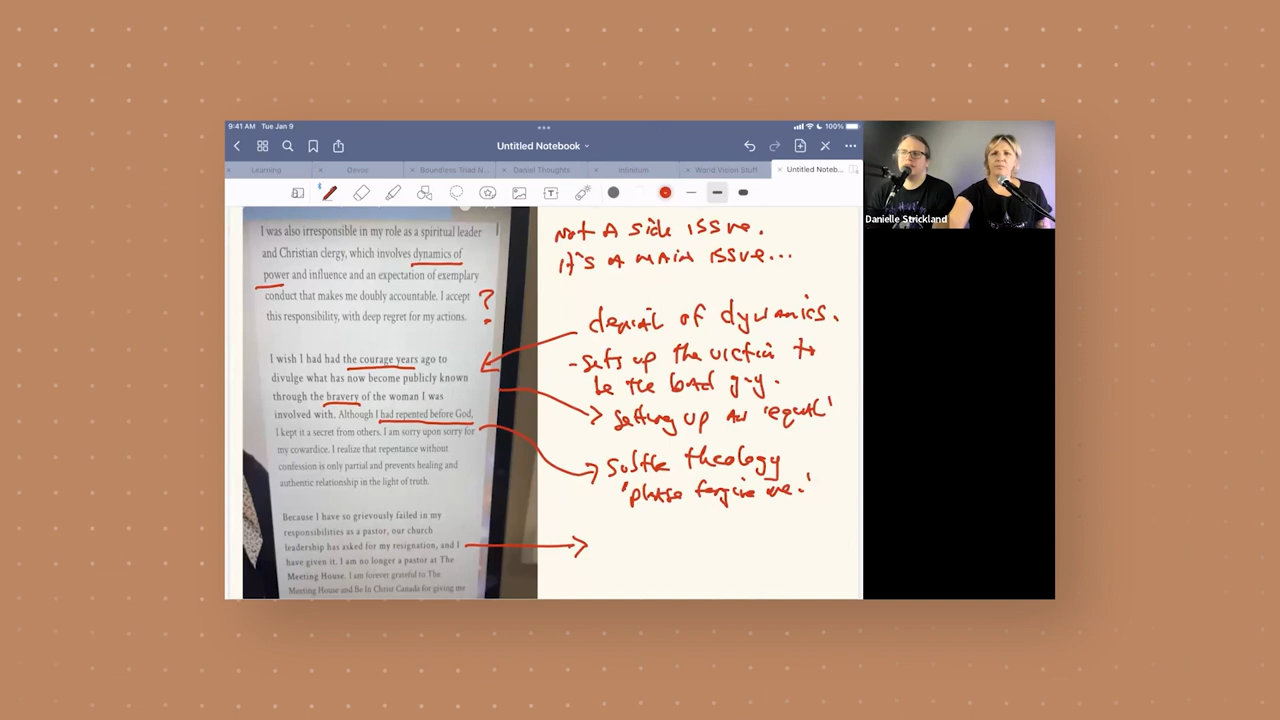 9:41 AM Tue Jan 9
100%
Untitled Notebook
Learning
Devoc
Boundless Triad N...
Daniel Thoughts
Infinitum
World Vision Stuff
Untitled Noteb...
Danielle Strickland
I was also irresponsible in my role as a spiritual leader
and Christian clergy, which involves dynamics of
power and influence and an expectation of exemplary
conduct that makes me doubly accountable. I accept
this responsibility, with deep regret for my actions.
?
I wish I had had the courage years ago to
divulge what has now become publicly known
through the bravery of the woman I was
involved with. Although I had repented before God,
I kept it a secret from others. I am sorry upon sorry for
my cowardice. I realize that repentance without
confession is only partial and prevents healing and
authentic relationship in the light of truth.
Because I have so grievously failed in my
responsibilities as a pastor, our church
leadership has asked for my resignation, and I
have given it. I am no longer a pastor at The
Meeting House. I am forever grateful to The
Meeting House and Be In Christ Canada for giving me
Not A side issue.
It's A main issue...
denial of dynamics.
- Sets up the victim to
be the bad guy.
Setting up an 'equal'
Subtle theology
'please forgive me.'